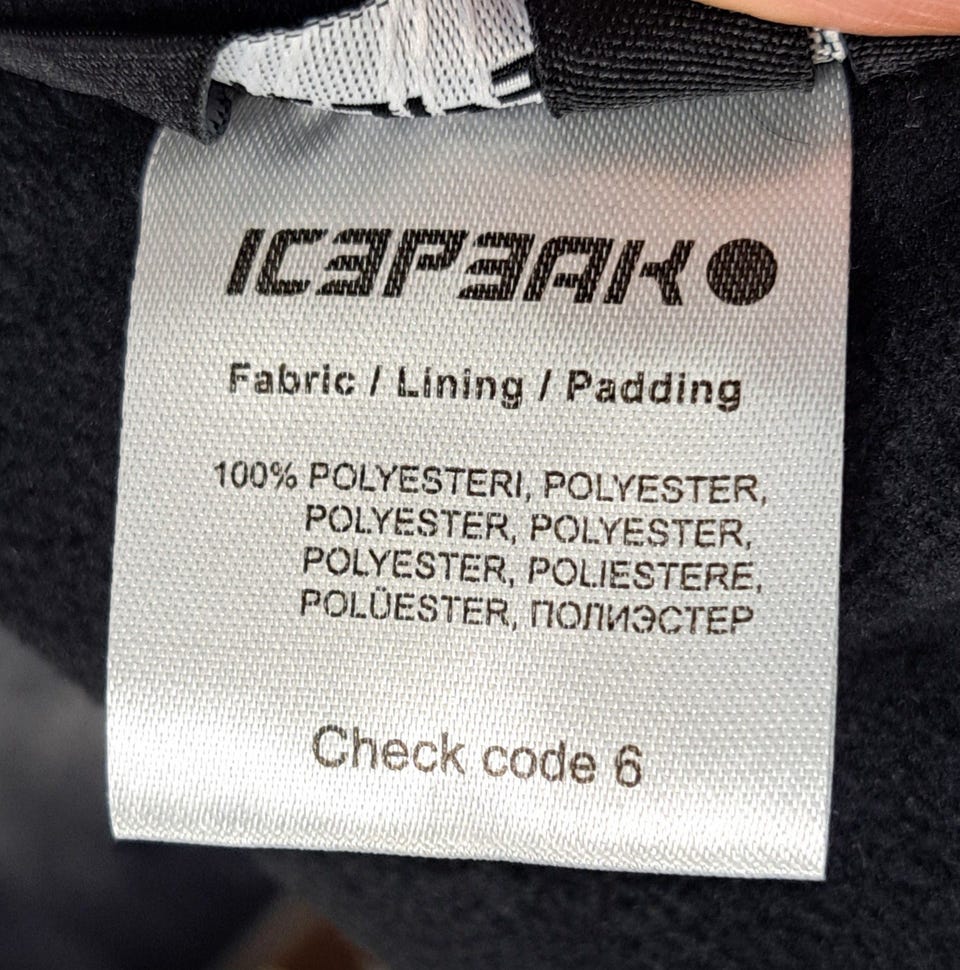 ICEPEAK
Fabric / Lining / Padding
100% POLYESTERI, POLYESTER,
POLYESTER, POLYESTER,
POLYESTER, POLIESTERE,
POLÜESTER, ПОЛИЭСТЕР
Check code 6